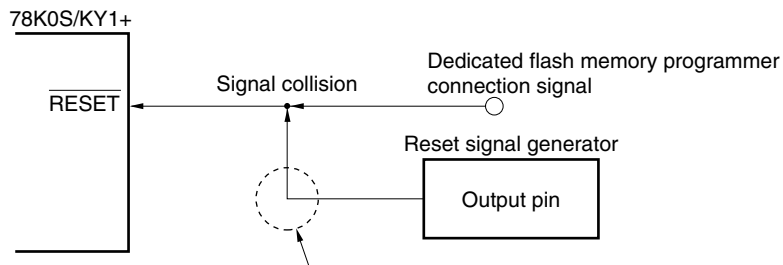 78K0S/KY1+
Dedicated flash memory programmer
connection signal
Signal collision
RESET
Reset signal generator
Output pin